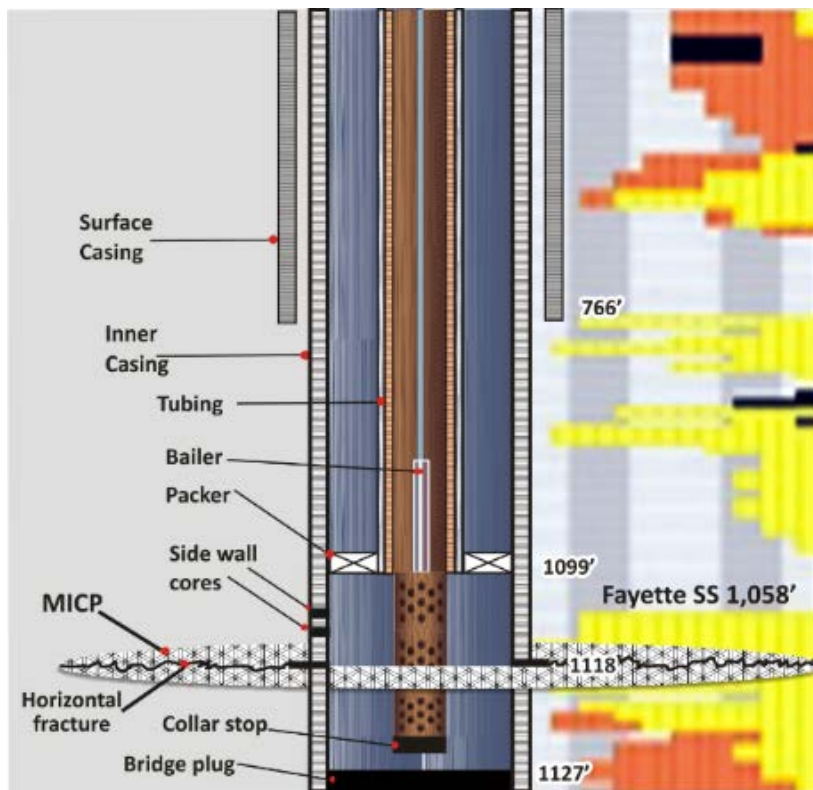 Surface
Casing
766’
Inner
Casing
Tubing
Bailer
Packer
Side wall
cores
1099’
Fayette SS 1,058’
MICP
1118
Horizontal
fracture
Collar stop
Bridge plug
1127’